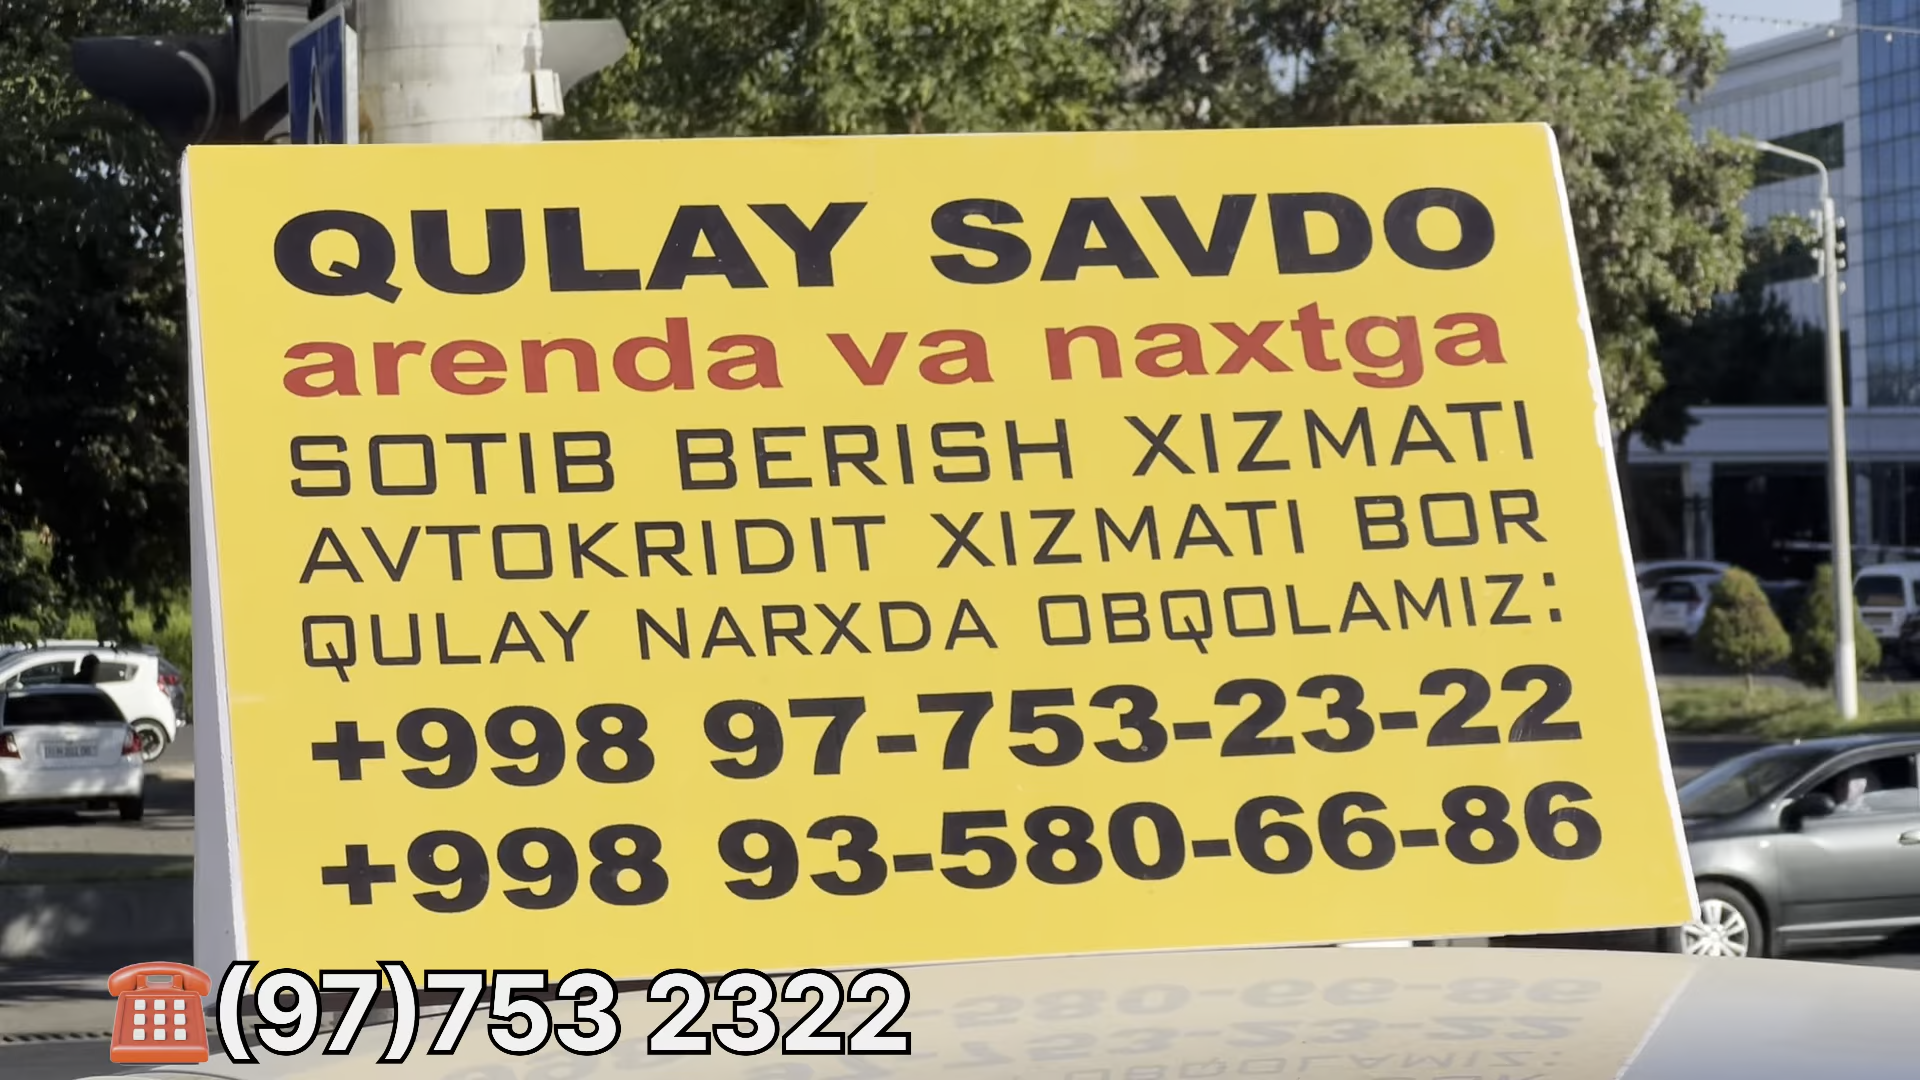 QULAY SAVDO
arenda va naxtga
SOTIB BERISH XIZMATI
AVTOKRIDIT XIZMATI BOR
QULAY NARXDA OBQOLAMIZ:
+998 97-753-23-22
+998 93-580-66-86
(97)753 2322